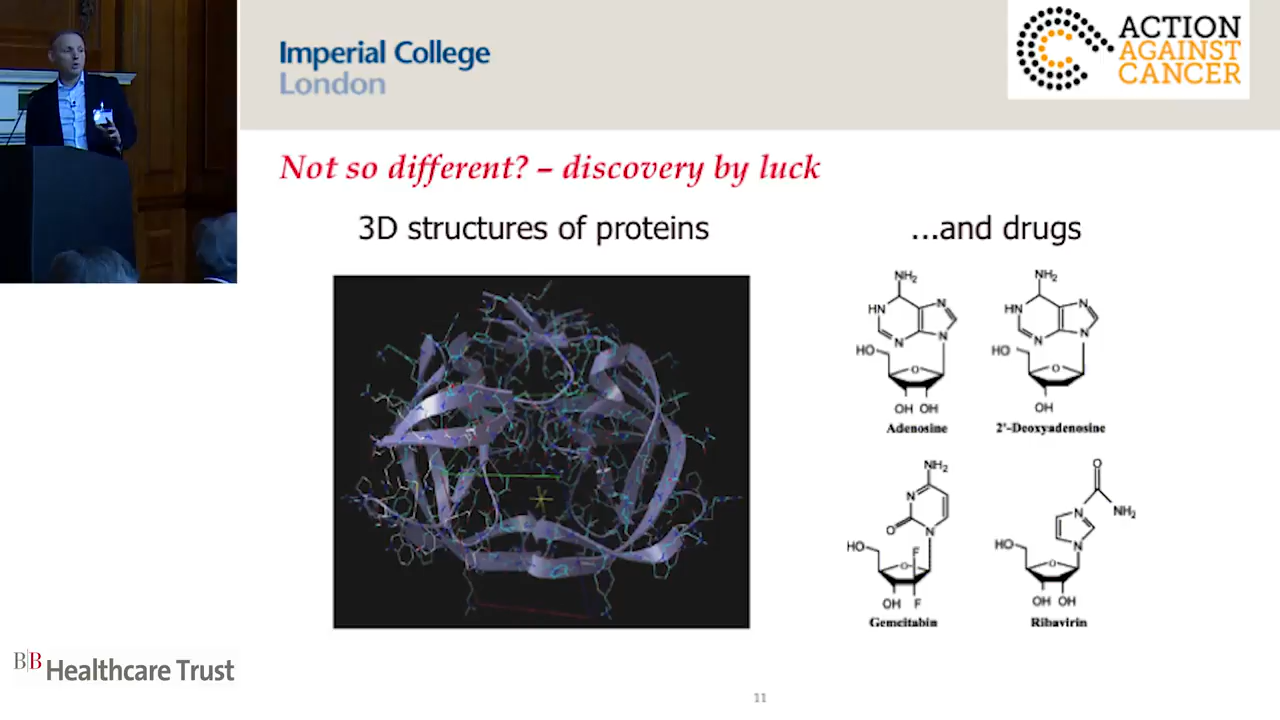 Imperial College
London
ACTION
AGAINST
CANCER
Not so different? – discovery by luck
3D structures of proteins
...and drugs
NH₂
HN
N
N
N
HO
O
OH OH
Adenosine
NH₂
HN
N
N
N
HO
O
OH
2'-Deoxyadenosine
NH₂
N
O
N
HO
F
O
OH F
Gemcitabin
O
N
NH₂
N
HO
O
OH OH
Ribavirin
B|B Healthcare Trust
11